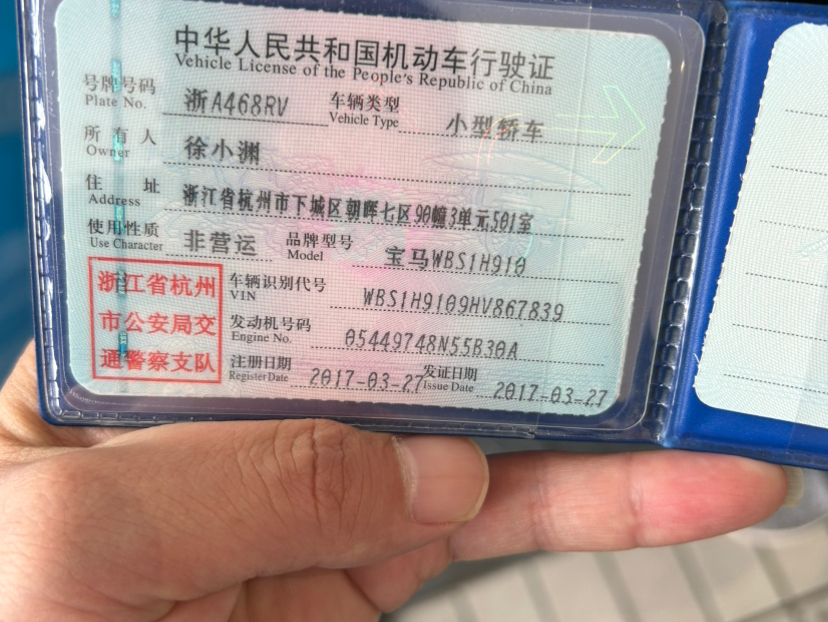 中华人民共和国机动车行驶证
Vehicle License of the People's Republic of China
号牌号码 浙A468RV 车辆类型 小型轿车
Plate No. Vehicle Type
所有人 徐小渊
Owner
住址 浙江省杭州市下城区朝晖七区90幢3单元501室
Address
使用性质 非营运 品牌型号 宝马WBS1H910
Use Character Model
浙江省杭州
市公安局交
通警察支队
车辆识别代号 WBS1H9109HV867839
VIN
发动机号码 05449748N55B30A
Engine No.
注册日期 2017-03-27 发证日期 2017-03-27
Register Date Issue Date